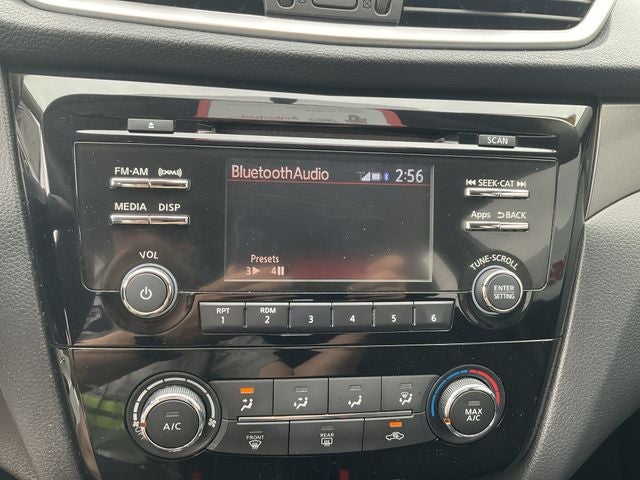 SCAN
FM·AM (XM)
MEDIA DISP
BluetoothAudio 2:56
SEEK·CAT
Apps BACK
VOL
Presets
3 4
TUNE·SCROLL
ENTER
SETTING
RPT
1
RDM
2
3 4 5 6
A/C
MAX
A/C
FRONT
REAR